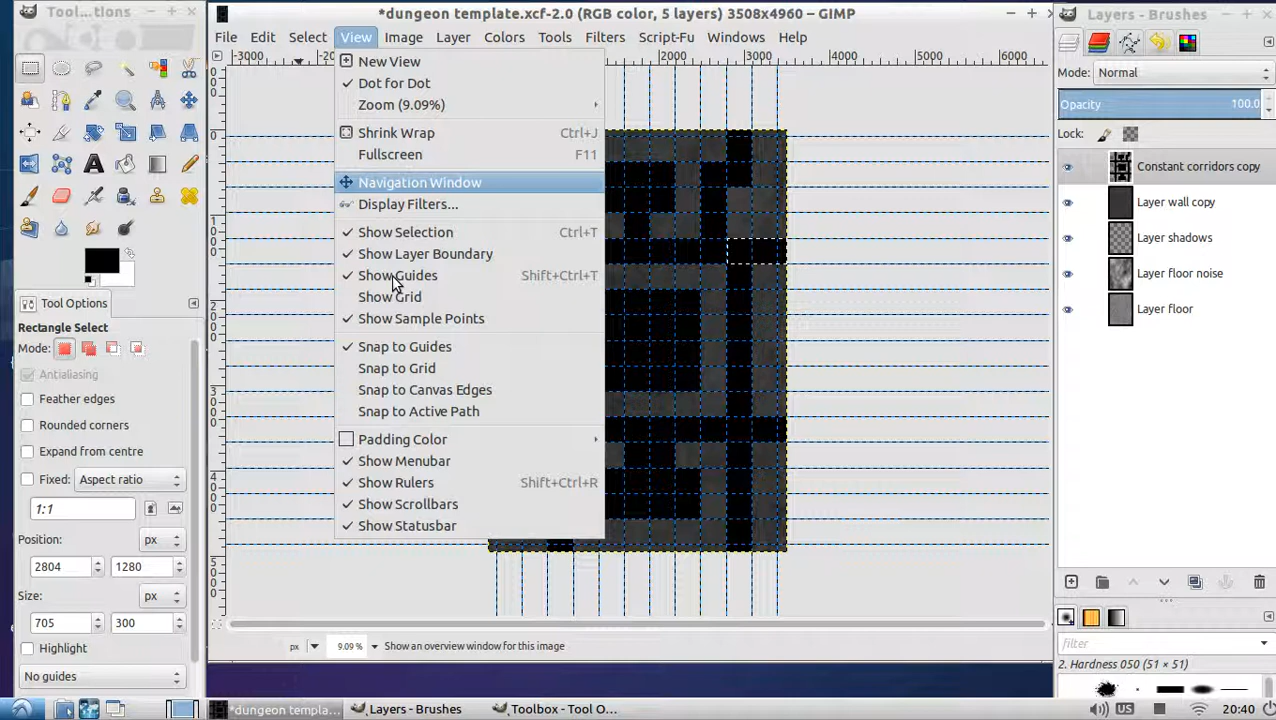 Tool...tions
*dungeon template.xcf-2.0 (RGB color, 5 layers) 3508x4960 – GIMP
Layers - Brushes
File Edit Select View Image Layer Colors Tools Filters Script-Fu Windows Help
New View
Dot for Dot
Zoom (9.09%)
Shrink Wrap Ctrl+J
Fullscreen F11
Navigation Window
Display Filters...
Show Selection Ctrl+T
Show Layer Boundary
Show Guides Shift+Ctrl+T
Show Grid
Show Sample Points
Snap to Guides
Snap to Grid
Snap to Canvas Edges
Snap to Active Path
Padding Color
Show Menubar
Show Rulers Shift+Ctrl+R
Show Scrollbars
Show Statusbar
-3000 2000 3000 4000 5000 6000
Tool Options
Rectangle Select
Mode:
Antialiasing
Feather edges
Rounded corners
Expand from centre
Fixed: Aspect ratio
1:1
Position: px
2804 1280
Size: px
705 300
Highlight
No guides
px 9.09 % Show an overview window for this image
Mode: Normal
Opacity 100.0
Lock:
Constant corridors copy
Layer wall copy
Layer shadows
Layer floor noise
Layer floor
filter
2. Hardness 050 (51 × 51)
*dungeon templa... Layers - Brushes Toolbox - Tool O... US 20:40